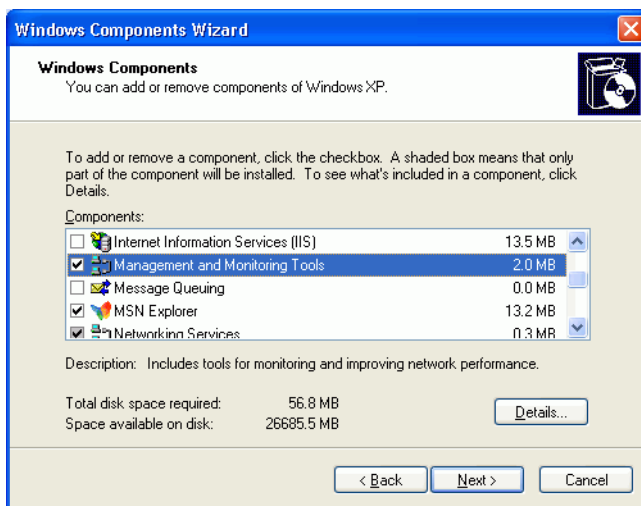 Windows Components Wizard
Windows Components
You can add or remove components of Windows XP.
To add or remove a component, click the checkbox. A shaded box means that only
part of the component will be installed. To see what's included in a component, click
Details.
Components:
Internet Information Services (IIS) 13.5 MB
Management and Monitoring Tools 2.0 MB
Message Queuing 0.0 MB
MSN Explorer 13.2 MB
Networking Services 0.3 MB
Description: Includes tools for monitoring and improving network performance.
Total disk space required: 56.8 MB
Space available on disk: 26685.5 MB
Details...
< Back
Next >
Cancel